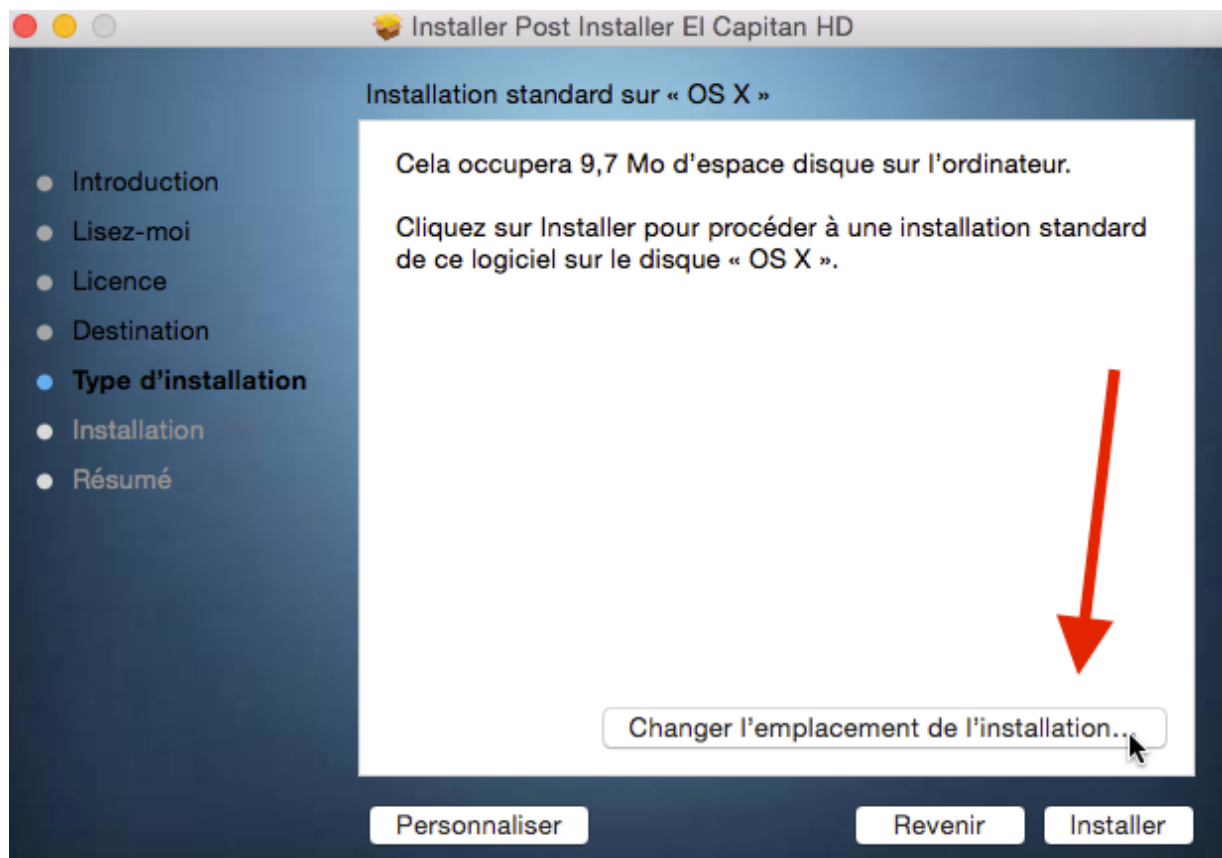 Installer Post Installer El Capitan HD
Installation standard sur « OS X »
Introduction
Lisez-moi
Licence
Destination
Type d’installation
Installation
Résumé
Cela occupera 9,7 Mo d’espace disque sur l’ordinateur.
Cliquez sur Installer pour procéder à une installation standard
de ce logiciel sur le disque « OS X ».
Changer l’emplacement de l’installation...
Personnaliser
Revenir
Installer